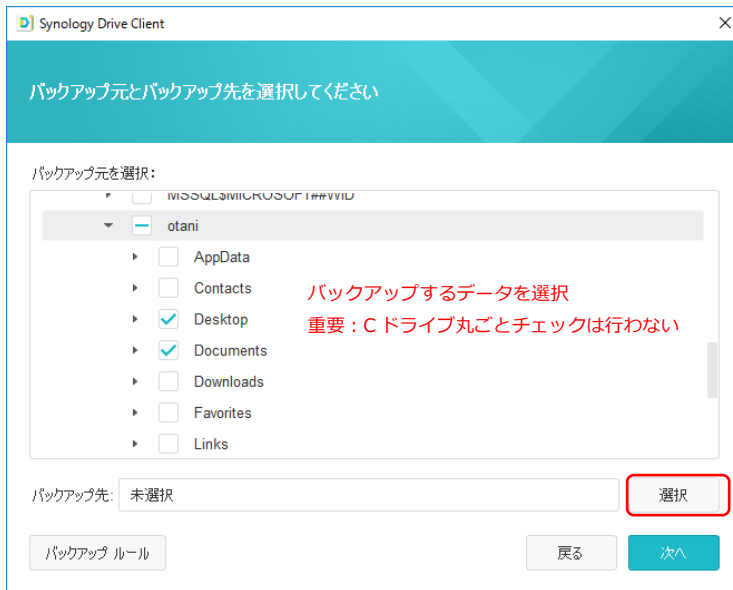 Synology Drive Client
バックアップ元とバックアップ先を選択してください
バックアップ元を選択:
MSSQL$MICROSOFT##WID
otani
AppData
Contacts
バックアップするデータを選択
Desktop
重要：C ドライブ丸ごとチェックは行わない
Documents
Downloads
Favorites
Links
バックアップ先: 未選択 選択
バックアップ ルール 戻る 次へ